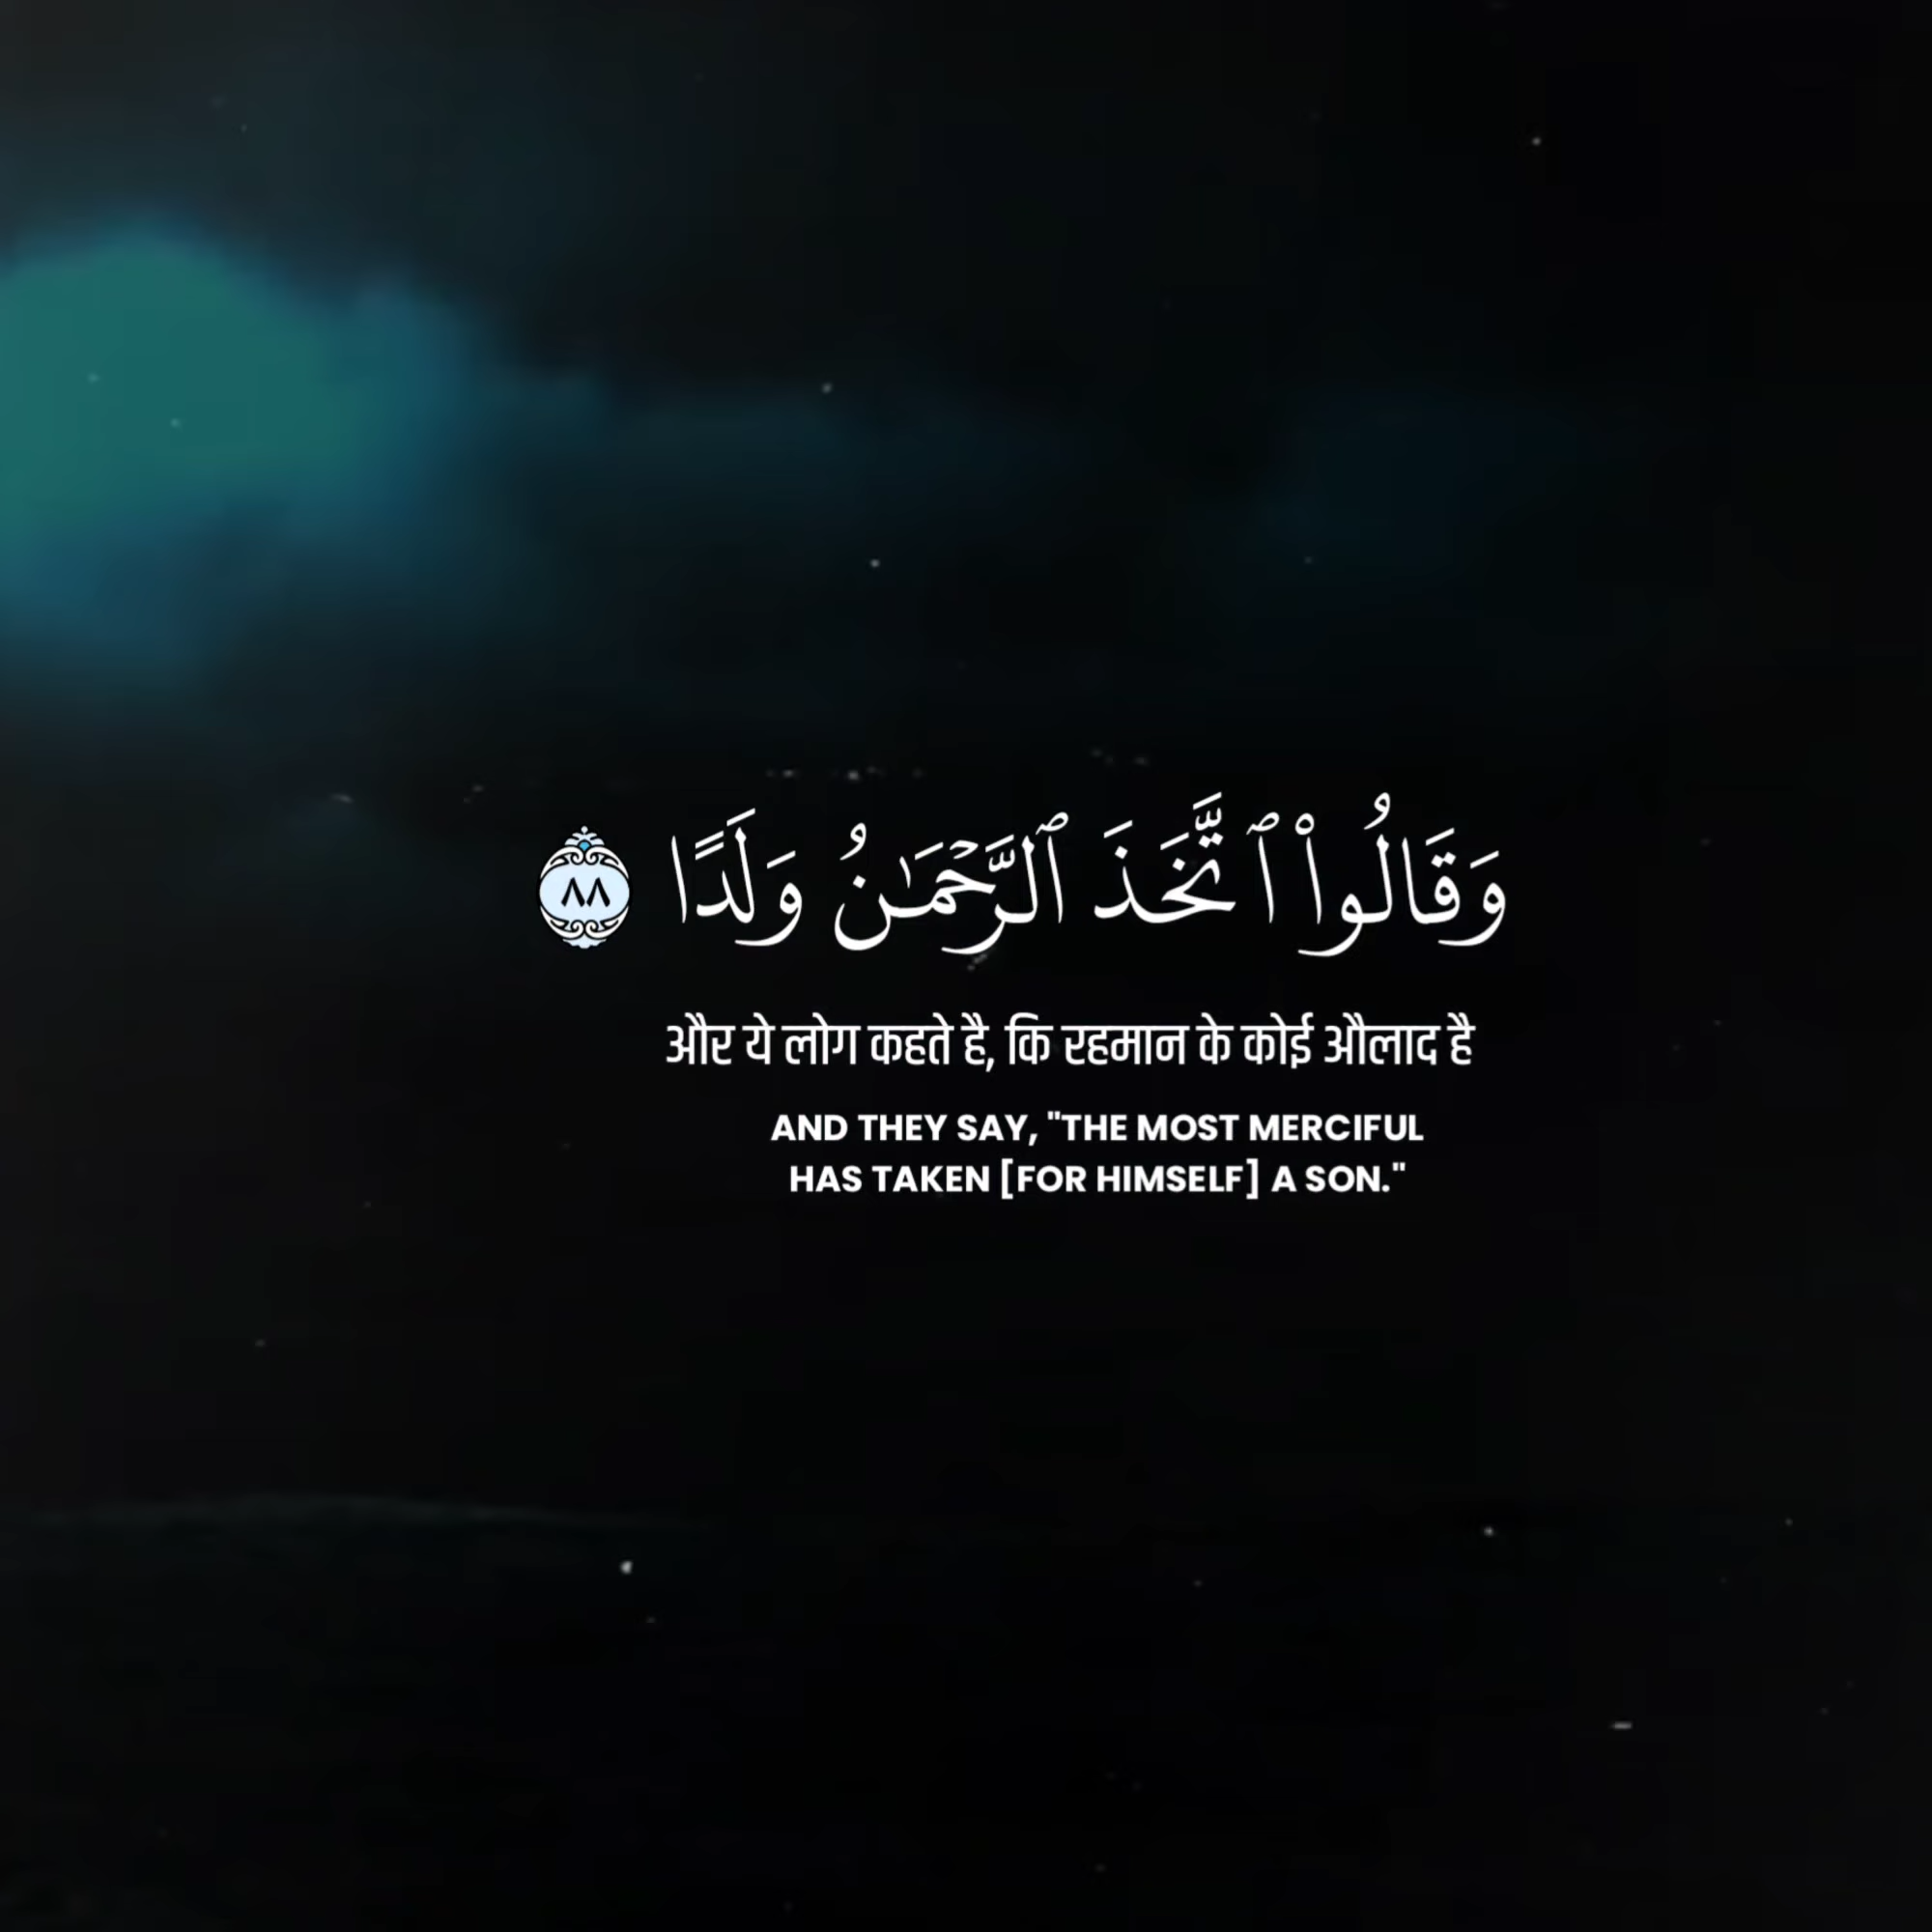 وَقَالُوا۟ ٱتَّخَذَ ٱلرَّحْمَـٰنُ وَلَدًا ٨٨
और ये लोग कहते है, कि रहमान के कोई औलाद है
AND THEY SAY, "THE MOST MERCIFUL
HAS TAKEN [FOR HIMSELF] A SON."